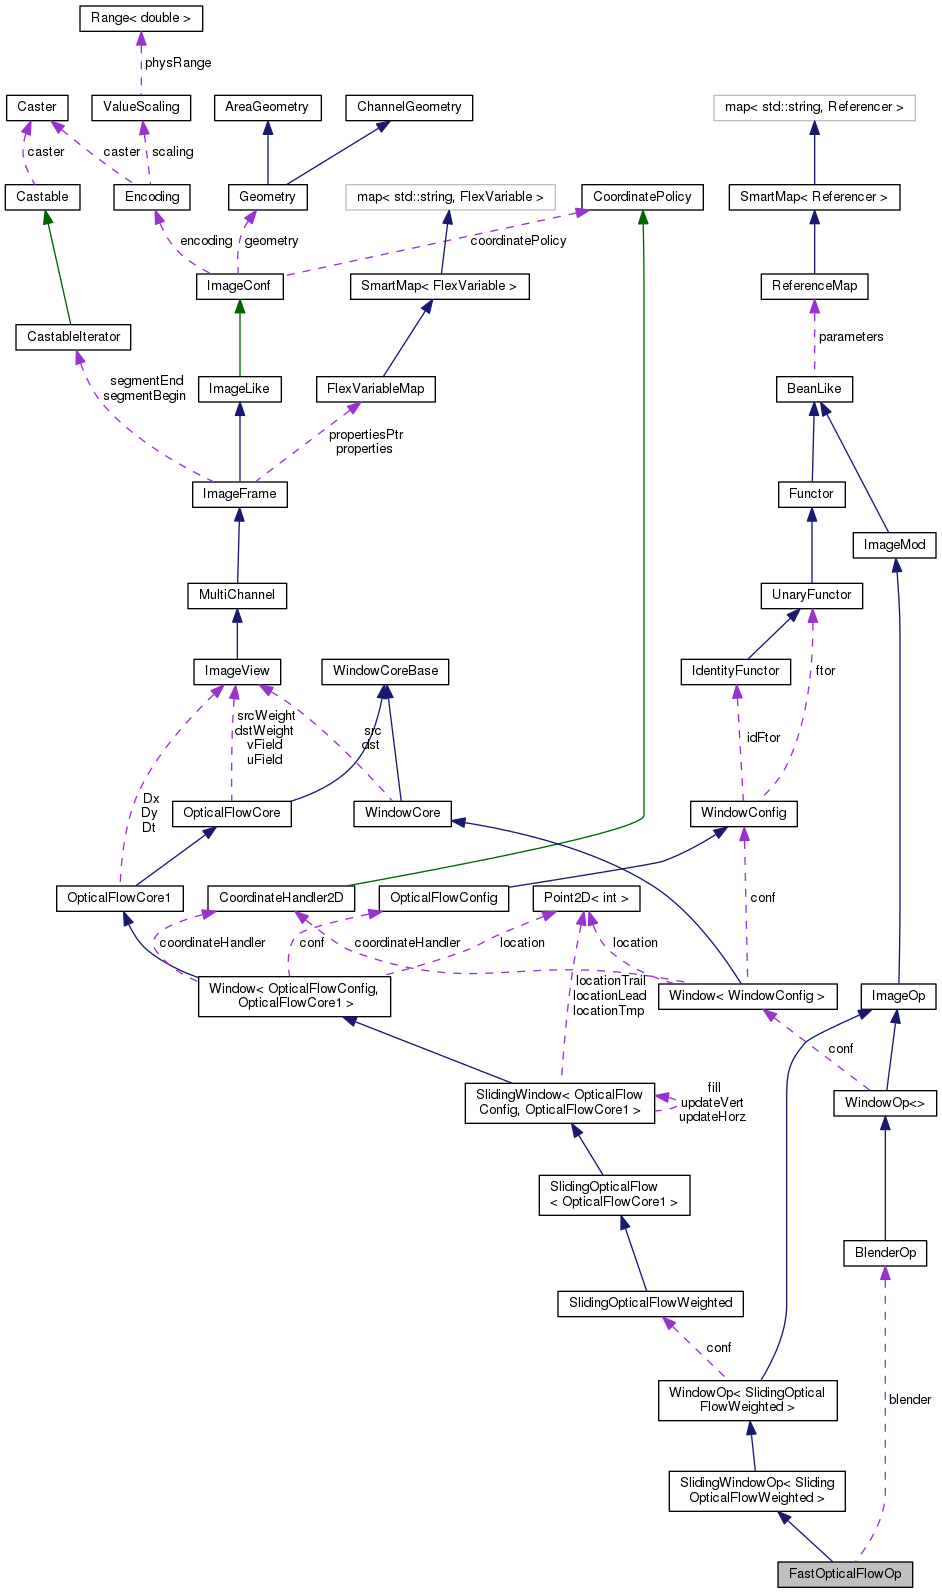 Range< double >
physRange
Caster
ValueScaling
AreaGeometry
ChannelGeometry
map< std::string, Referencer >
caster
caster
scaling
Castable
Encoding
Geometry
map< std::string, FlexVariable >
CoordinatePolicy
SmartMap< Referencer >
encoding
geometry
coordinatePolicy
ImageConf
SmartMap< FlexVariable >
ReferenceMap
CastableIterator
parameters
segmentEnd
segmentBegin
ImageLike
FlexVariableMap
BeanLike
propertiesPtr
properties
ImageFrame
Functor
ImageMod
MultiChannel
UnaryFunctor
ImageView
WindowCoreBase
IdentityFunctor
ftor
srcWeight
dstWeight
vField
uField
src
dst
idFtor
Dx
Dy
Dt
OpticalFlowCore
WindowCore
WindowConfig
OpticalFlowCore1
CoordinateHandler2D
OpticalFlowConfig
Point2D< int >
conf
coordinateHandler
conf
coordinateHandler
location
location
Window< OpticalFlowConfig,
OpticalFlowCore1 >
locationTrail
locationLead
locationTmp
Window< WindowConfig >
ImageOp
conf
SlidingWindow< OpticalFlow
Config, OpticalFlowCore1 >
fill
updateVert
updateHorz
WindowOp<>
SlidingOpticalFlow
< OpticalFlowCore1 >
BlenderOp
SlidingOpticalFlowWeighted
conf
WindowOp< SlidingOptical
FlowWeighted >
blender
SlidingWindowOp< Sliding
OpticalFlowWeighted >
FastOpticalFlowOp